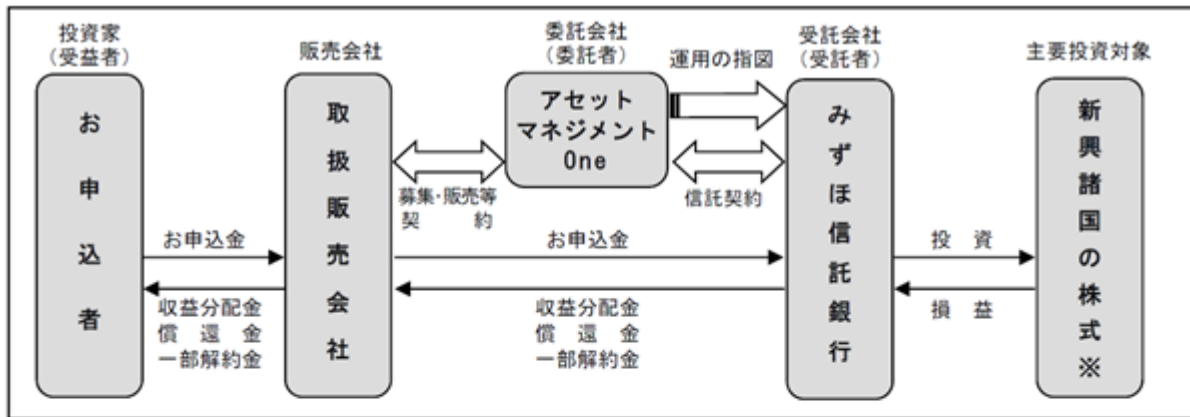 投資家
(受益者)
お申込者
販売会社
取扱販売会社
委託会社
(委託者)
アセット
マネジメント
One
運用の指図
受託会社
(受託者)
みずほ信託銀行
主要投資対象
新興諸国の株式※
募集・販売等
契 約
信託契約
お申込金
収益分配金
償 還 金
一部解約金
お申込金
収益分配金
償 還 金
一部解約金
投 資
損 益